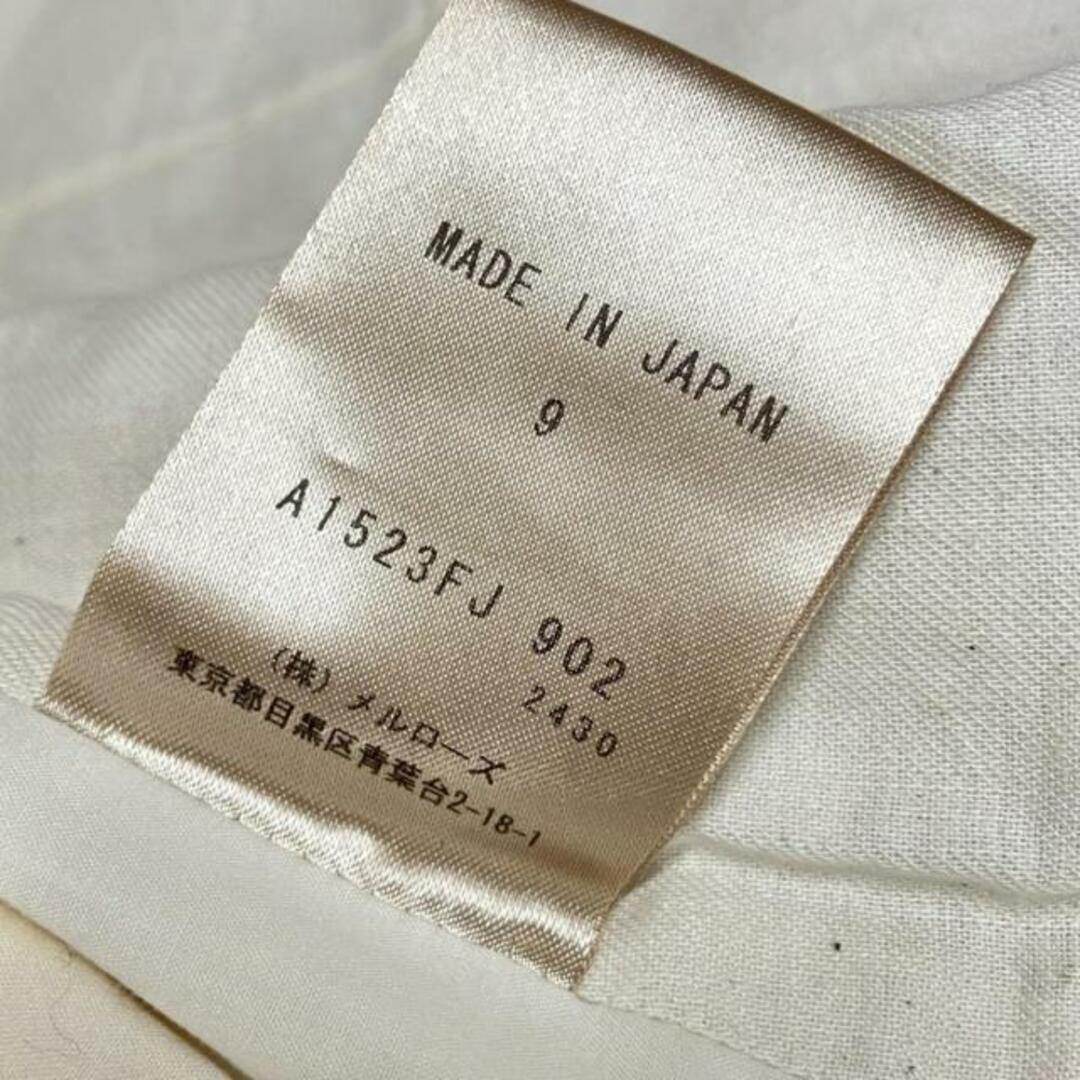 MADE IN JAPAN
9
A1523FJ 902
2430
(株)メルローズ
東京都目黒区青葉台2-18-1